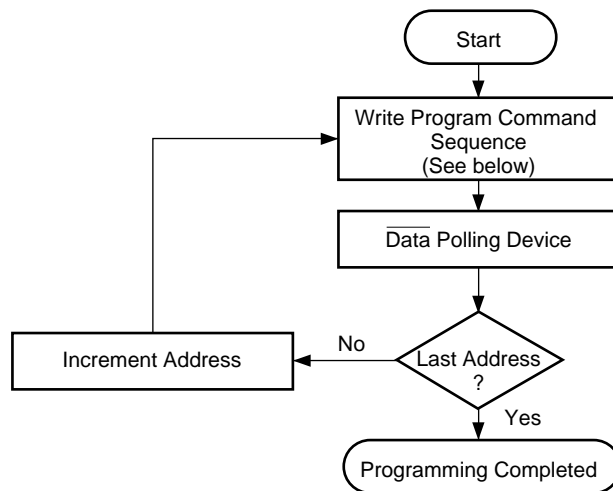 Start
Write Program Command
Sequence
(See below)
Data Polling Device
No
Increment Address
Last Address
?
Yes
Programming Completed